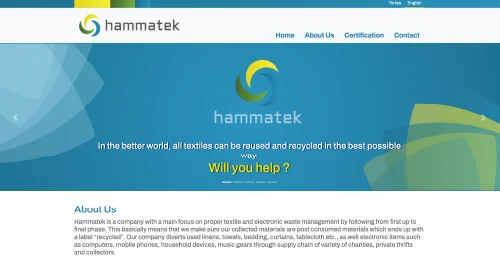 Türkçe English
hammatek
Home About Us Certification Contact
hammatek
In the better world, all textiles can be reused and recycled in the best possible
way.
Will you help ?
About Us
Hammatek is a company with a main focus on proper textile and electronic waste management by following from first up to
final phase. This basically means that we make sure our collected materials are post consumed materials which ends up with
a label "recycled". Our company diverts used linens, towels, bedding, curtains, tablecloth etc., as well electronic items such
as computers, mobile phones, household devices, music gears through supply chain of variety of charities, private thrifts
and collectors.